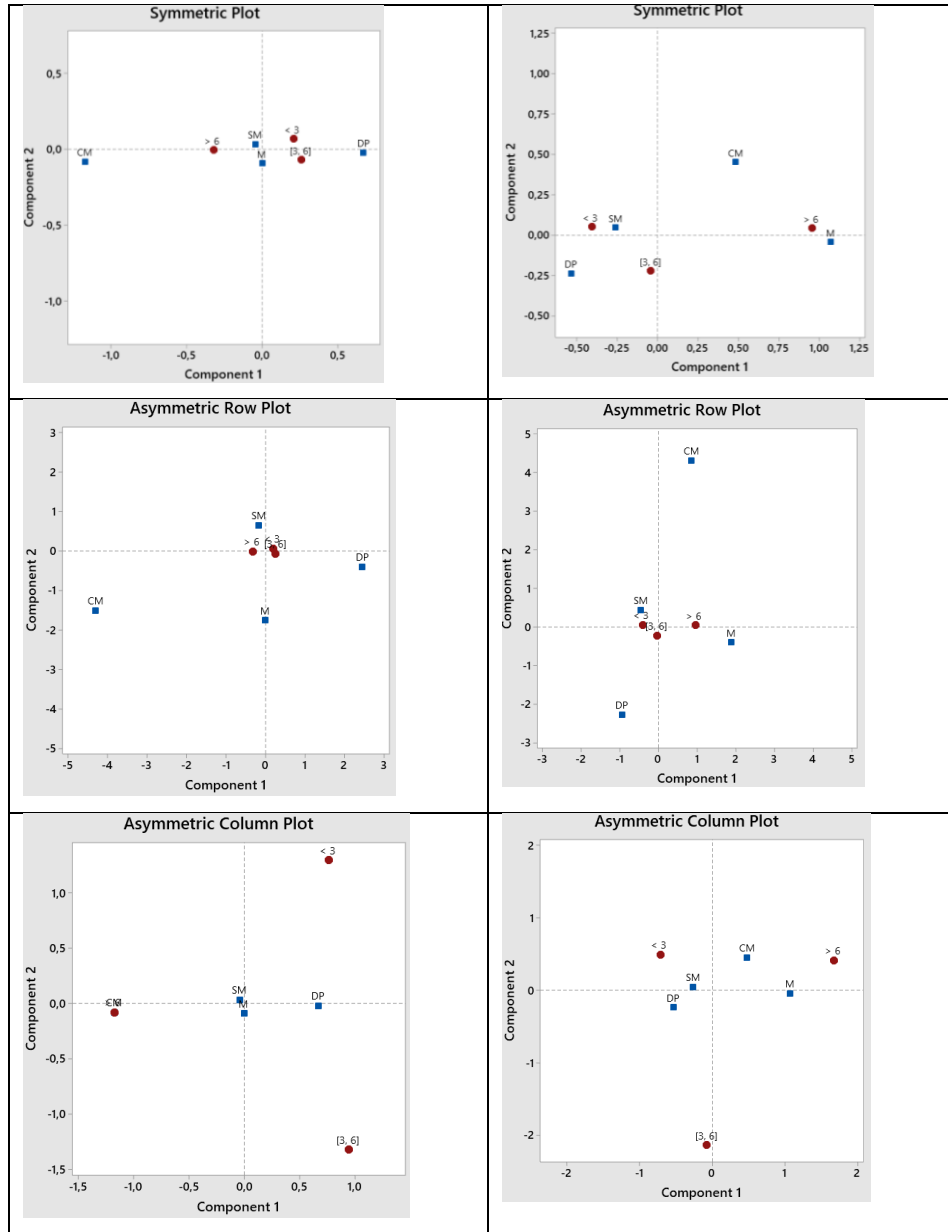 Symmetric Plot
0,5
0,0
-0,5
-1,0
Component 2
CM
> 6
SM
M
< 3
[3, 6]
DP
-1,0 -0,5 0,0 0,5
Component 1
Symmetric Plot
1,25
1,00
0,75
0,50
0,25
0,00
-0,25
-0,50
Component 2
CM
< 3
SM
> 6
M
DP
[3, 6]
-0,50 -0,25 0,00 0,25 0,50 0,75 1,00 1,25
Component 1
Asymmetric Row Plot
3
2
1
0
-1
-2
-3
-4
-5
Component 2
SM
> 6
< 3
[3, 6]
DP
CM
M
-5 -4 -3 -2 -1 0 1 2 3
Component 1
Asymmetric Row Plot
5
4
3
2
1
0
-1
-2
-3
Component 2
CM
SM
< 3
[3, 6]
> 6
M
DP
-3 -2 -1 0 1 2 3 4 5
Component 1
Asymmetric Column Plot
1,0
0,5
0,0
-0,5
-1,0
-1,5
Component 2
< 3
CM
SM
M
DP
[3, 6]
-1,5 -1,0 -0,5 0,0 0,5 1,0
Component 1
Asymmetric Column Plot
2
1
0
-1
-2
Component 2
< 3
CM
> 6
SM
DP
M
[3, 6]
-2 -1 0 1 2
Component 1